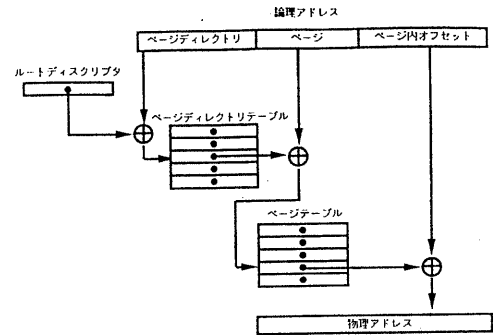 論理アドレス
ページディレクトリ ページ ページ内オフセット
ルートディスクリプタ
ページディレクトリテーブル
ページテーブル
物理アドレス